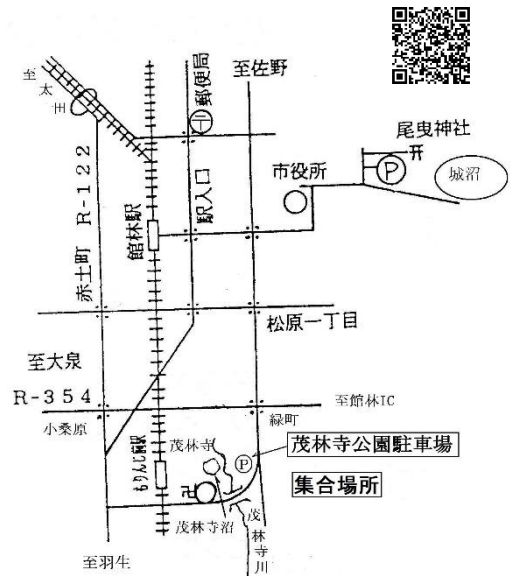 至佐野
郵便局
〒
至太田
尾曳神社
P
市役所
城沼
R-122
駅入口
館林駅
赤土町
松原一丁目
至大泉
R-354
至館林IC
小桑原
緑町
茂林寺
もりんじ前駅
P
茂林寺公園駐車場
卍
集合場所
茂林寺沼
茂林寺川
至羽生